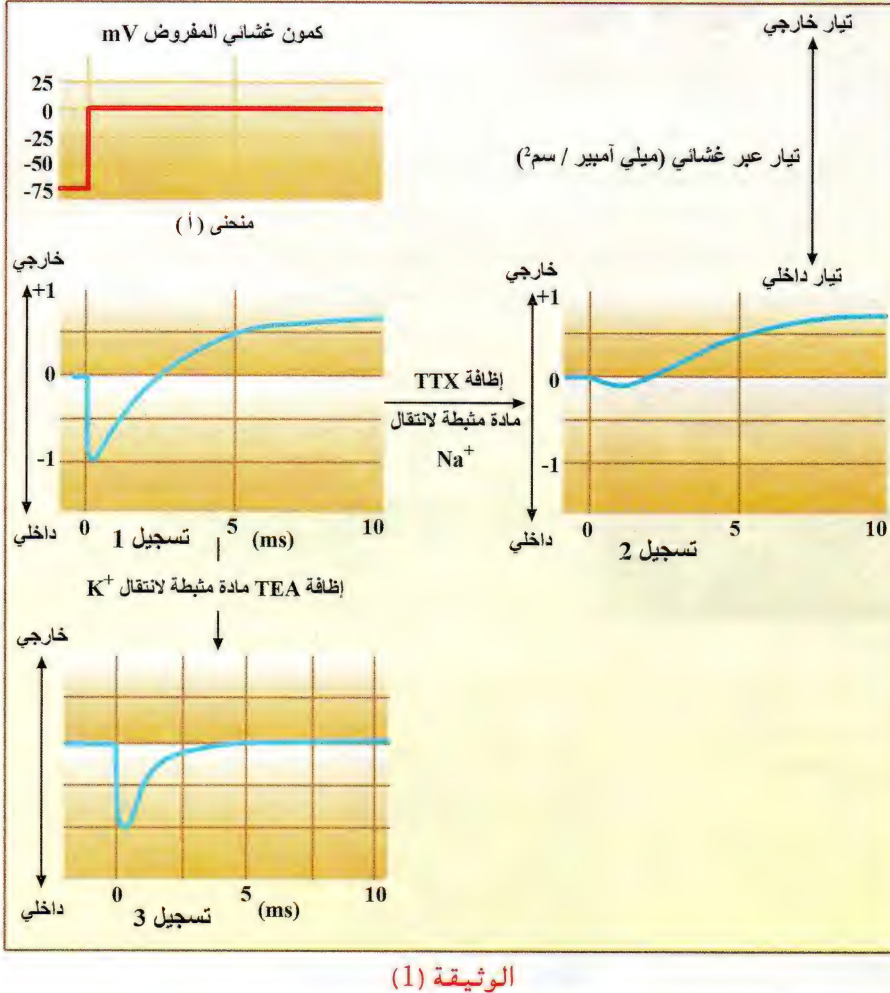 كمون غشائي المفروض mV
25
0
-25
-50
-75
منحنى (أ)
تيار خارجي
تيار عبر غشائي (ميلي آمبير / سم²)
تيار داخلي
خارجي
+1
0
-1
داخلي
0
5
10
تسجيل 1
(ms)
إظافة TTX
مادة مثبطة لانتقال
Na⁺
خارجي
+1
0
-1
داخلي
0
5
10
تسجيل 2
إظافة TEA مادة مثبطة لانتقال K⁺
خارجي
داخلي
0
5
10
تسجيل 3
(ms)
الوثيقة (1)